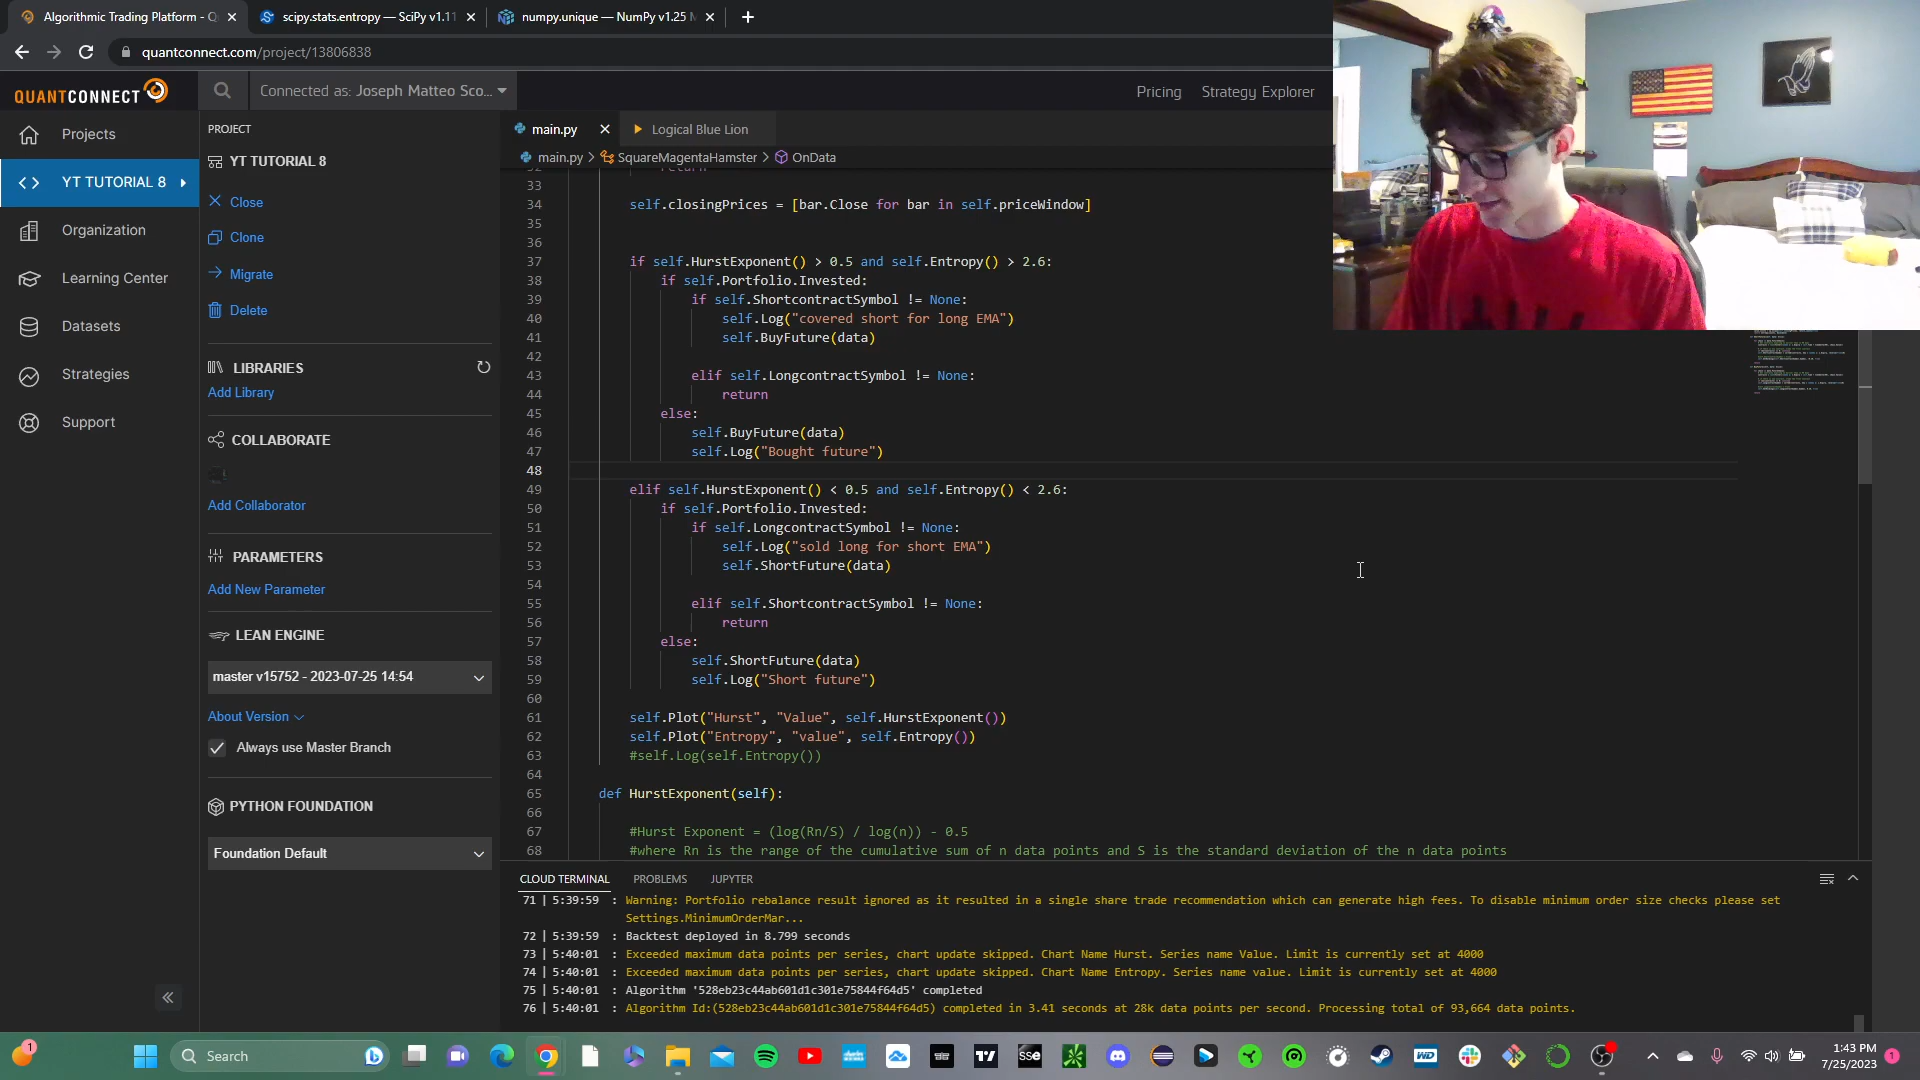 Algorithmic Trading Platform - Q
scipy.stats.entropy — SciPy v1.11
numpy.unique — NumPy v1.25 M
quantconnect.com/project/13806838
QUANTCONNECT
Connected as: Joseph Matteo Sco...
Pricing
Strategy Explorer
Projects
YT TUTORIAL 8
Organization
Learning Center
Datasets
Strategies
Support
PROJECT
YT TUTORIAL 8
Close
Clone
Migrate
Delete
LIBRARIES
Add Library
COLLABORATE
Add Collaborator
PARAMETERS
Add New Parameter
LEAN ENGINE
master v15752 - 2023-07-25 14:54
About Version
Always use Master Branch
PYTHON FOUNDATION
Foundation Default
main.py
Logical Blue Lion
main.py > SquareMagentaHamster > OnData
32 return
33
34 self.closingPrices = [bar.Close for bar in self.priceWindow]
35
36
37 if self.HurstExponent() > 0.5 and self.Entropy() > 2.6:
38 if self.Portfolio.Invested:
39 if self.ShortcontractSymbol != None:
40 self.Log("covered short for long EMA")
41 self.BuyFuture(data)
42
43 elif self.LongcontractSymbol != None:
44 return
45 else:
46 self.BuyFuture(data)
47 self.Log("Bought future")
48
49 elif self.HurstExponent() < 0.5 and self.Entropy() < 2.6:
50 if self.Portfolio.Invested:
51 if self.LongcontractSymbol != None:
52 self.Log("sold long for short EMA")
53 self.ShortFuture(data)
54
55 elif self.ShortcontractSymbol != None:
56 return
57 else:
58 self.ShortFuture(data)
59 self.Log("Short future")
60
61 self.Plot("Hurst", "Value", self.HurstExponent())
62 self.Plot("Entropy", "value", self.Entropy())
63 #self.Log(self.Entropy())
64
65 def HurstExponent(self):
66
67 #Hurst Exponent = (log(Rn/S) / log(n)) - 0.5
68 #where Rn is the range of the cumulative sum of n data points and S is the standard deviation of the n data points
CLOUD TERMINAL
PROBLEMS
JUPYTER
71 | 5:39:59 : Warning: Portfolio rebalance result ignored as it resulted in a single share trade recommendation which can generate high fees. To disable minimum order size checks please set
Settings.MinimumOrderMar...
72 | 5:39:59 : Backtest deployed in 8.799 seconds
73 | 5:40:01 : Exceeded maximum data points per series, chart update skipped. Chart Name Hurst. Series name Value. Limit is currently set at 4000
74 | 5:40:01 : Exceeded maximum data points per series, chart update skipped. Chart Name Entropy. Series name value. Limit is currently set at 4000
75 | 5:40:01 : Algorithm '528eb23c44ab601d1c301e75844f64d5' completed
76 | 5:40:01 : Algorithm Id:(528eb23c44ab601d1c301e75844f64d5) completed in 3.41 seconds at 28k data points per second. Processing total of 93,664 data points.
1
Search
sse
WD
1:43 PM
7/25/2023
1